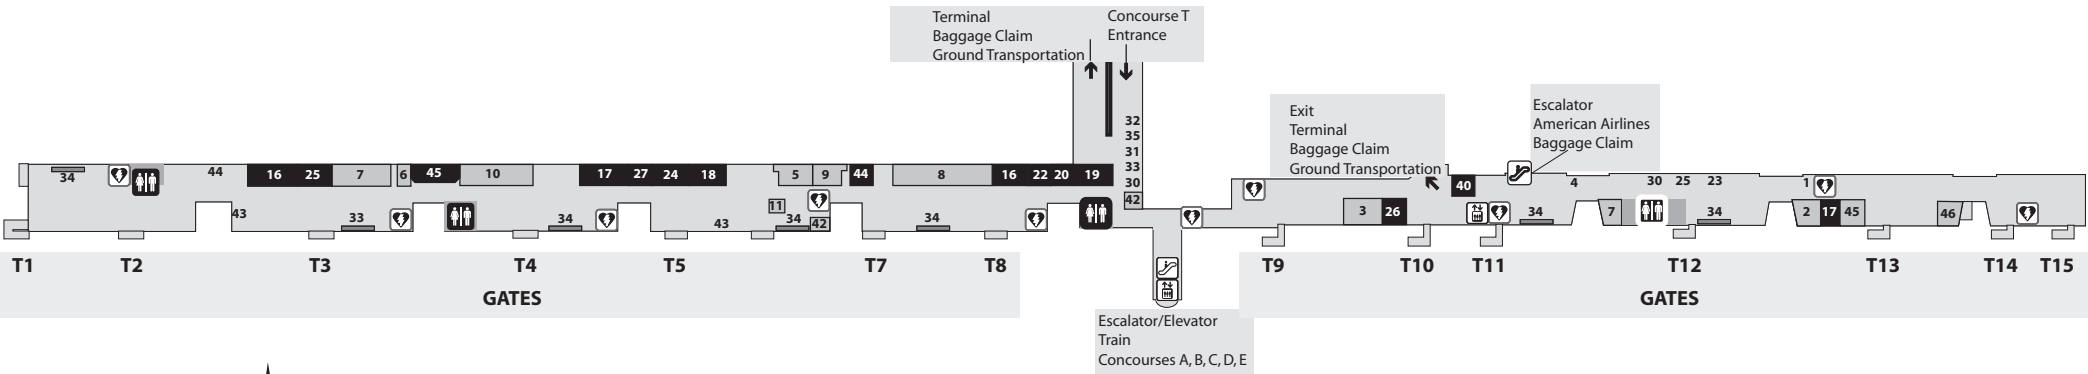 Terminal
Baggage Claim
Ground Transportation
Concourse T
Entrance
32
35
31
33
30
42
Exit
Terminal
Baggage Claim
Ground Transportation
Escalator
American Airlines
Baggage Claim
34
44
16 25 7 6 45 10
17 27 24 18
5 9 44 8
16 22 20 19
43 33 34 43 11 34 42 34
40 4 30 25 23 1
3 26 34 7 34 2 17 45 46
T1 T2 T3 T4 T5 T7 T8
GATES
T9 T10 T11 T12 T13 T14 T15
GATES
Escalator/Elevator
Train
Concourses A, B, C, D, E